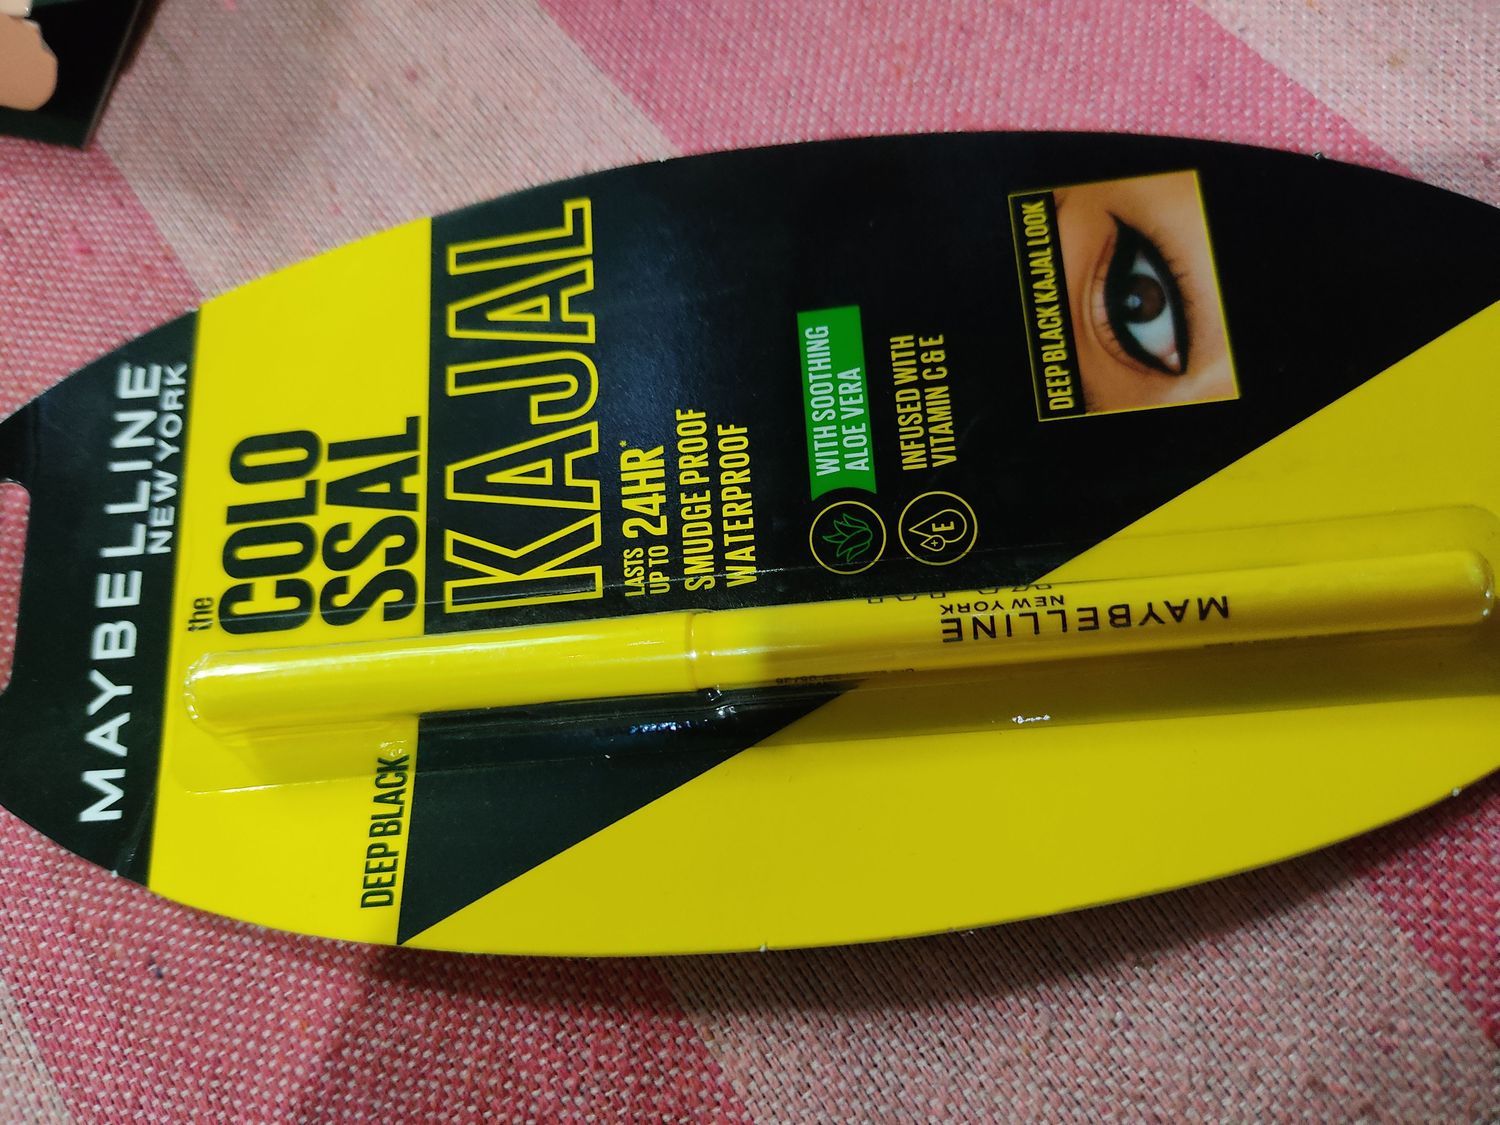 MAYBELLINE
NEW YORK
the
COLO
SSAL
KAJAL
LASTS
UP TO 24HR*
SMUDGE PROOF
WATERPROOF
WITH SOOTHING
ALOE VERA
INFUSED WITH
VITAMIN C & E
E
DEEP BLACK KAJAL LOOK
DEEP BLACK
MAYBELLINE
NEW YORK